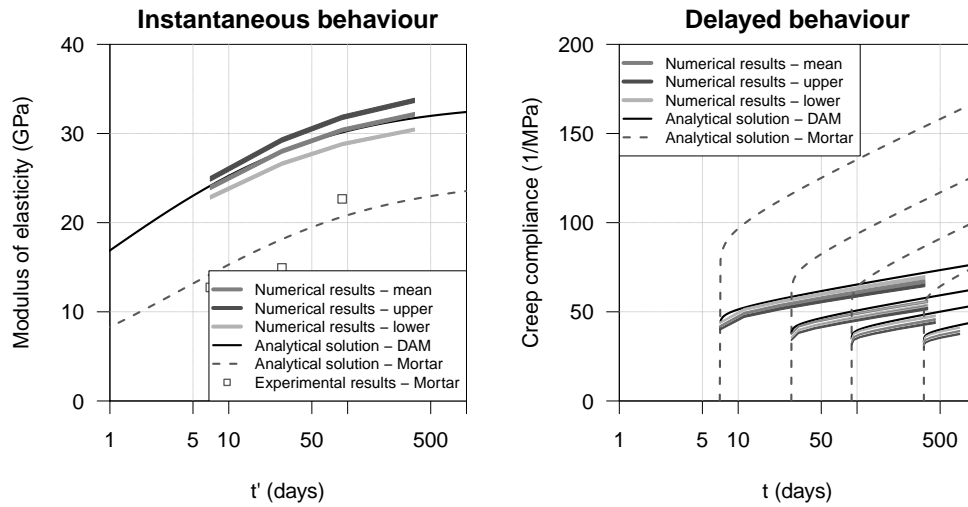 Instantaneous behaviour
Modulus of elasticity (GPa)
40
30
20
10
0
Numerical results – mean
Numerical results – upper
Numerical results – lower
Analytical solution – DAM
Analytical solution – Mortar
Experimental results – Mortar
1 5 10 50 500
t' (days)
Delayed behaviour
Creep compliance (1/MPa)
200
150
100
50
0
Numerical results – mean
Numerical results – upper
Numerical results – lower
Analytical solution – DAM
Analytical solution – Mortar
1 5 10 50 500
t (days)